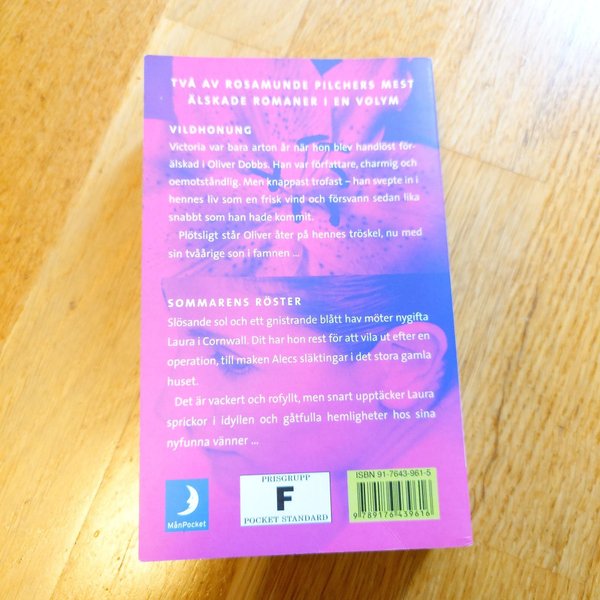 TVÅ AV ROSAMUNDE PILCHERS MEST
ÄLSKADE ROMANER I EN VOLYM
VILDHONUNG
Victoria var bara arton år när hon blev handlöst för-
älskad i Oliver Dobbs. Han var författare, charmig och
oemotståndlig. Men knappast trofast – han svepte in i
hennes liv som en frisk vind och försvann sedan lika
snabbt som han hade kommit.
Plötsligt står Oliver åter på hennes tröskel, nu med
sin tvåårige son i famnen ...
SOMMARENS RÖSTER
Slösande sol och ett gnistrande blått hav möter nygifta
Laura i Cornwall. Dit har hon rest för att vila ut efter en
operation, till maken Alecs släktingar i det stora gamla
huset.
Det är vackert och rofyllt, men snart upptäcker Laura
sprickor i idyllen och gåtfulla hemligheter hos sina
nyfunna vänner ...
MånPocket
PRISGRUPP
F
POCKET STANDARD
ISBN 91-7643-961-5
9 789176 439616